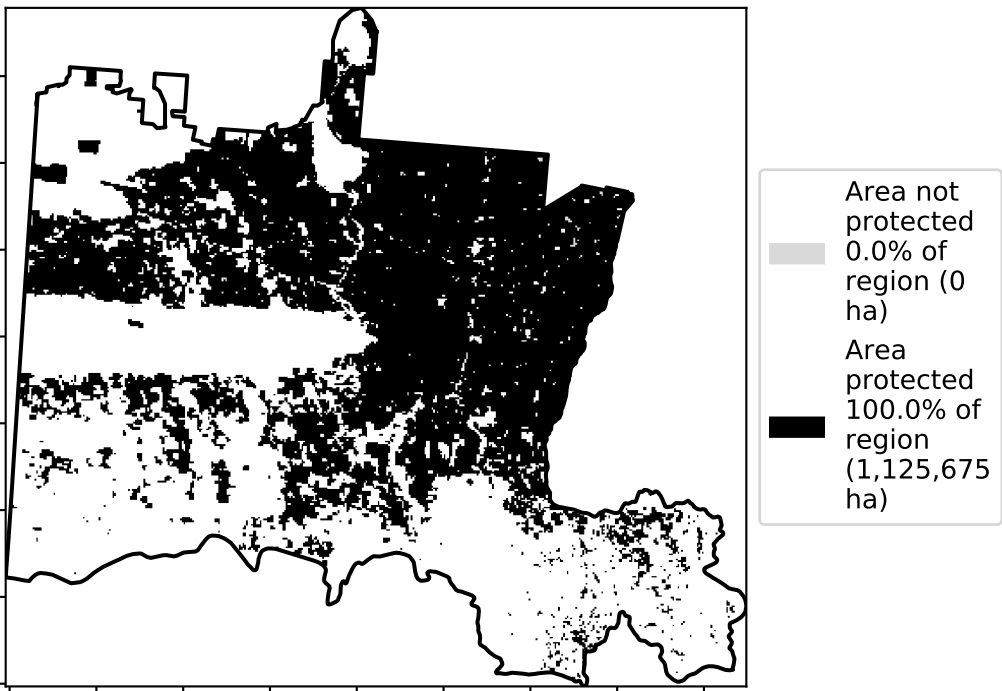 Area not
protected
0.0% of
region (0
ha)
Area
protected
100.0% of
region
(1,125,675
ha)